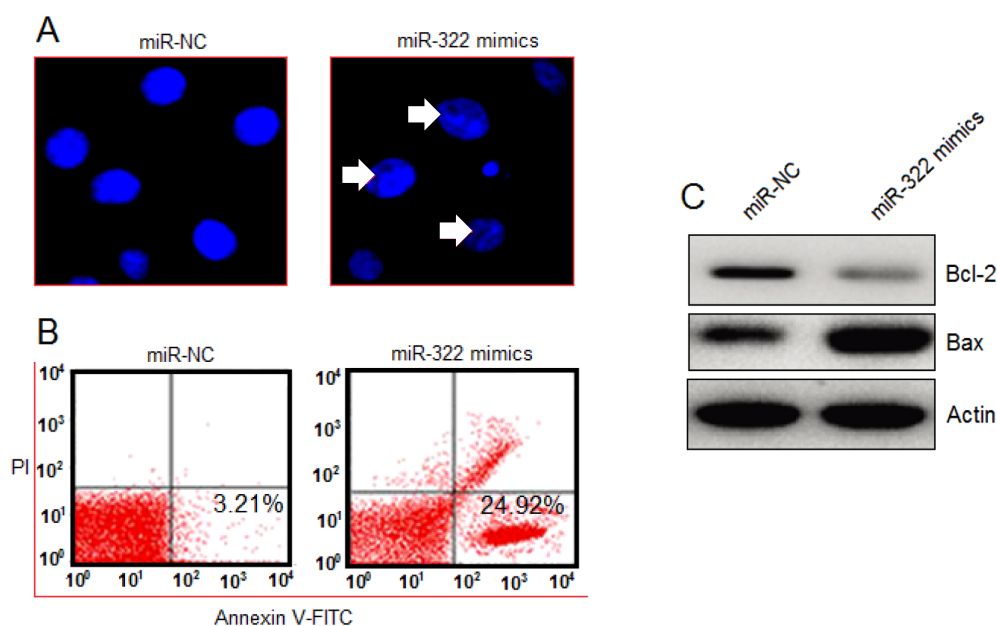 A
miR-NC
miR-322 mimics
B
miR-NC
miR-322 mimics
PI
10⁴
10³
10²
10¹
10⁰
3.21%
10⁰ 10¹ 10² 10³ 10⁴
10⁴
10³
10²
10¹
10⁰
24.92%
10⁰ 10¹ 10² 10³ 10⁴
Annexin V-FITC
C
miR-NC
miR-322 mimics
Bcl-2
Bax
Actin